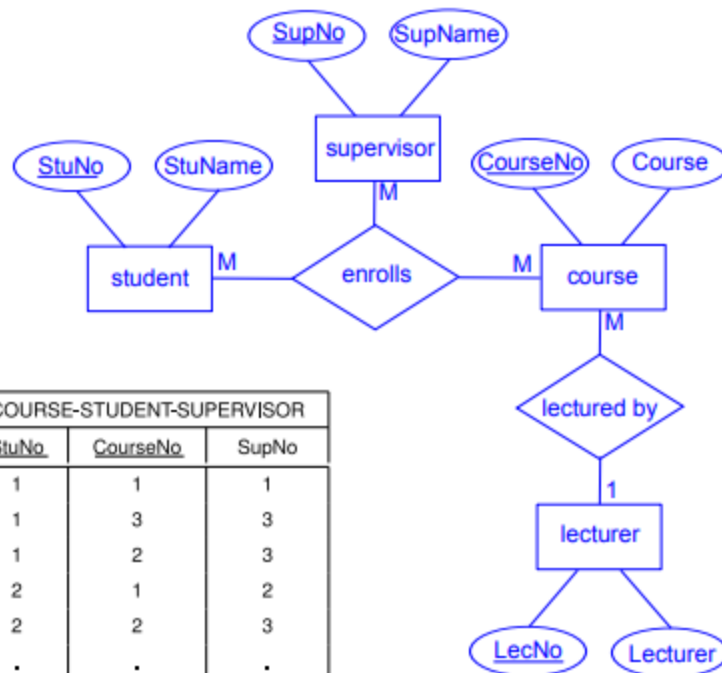 SupNo SupName
supervisor
StuNo StuName
CourseNo Course
M
student M
enrolls
M course
M
lectured by
1
lecturer
LecNo Lecturer
COURSE-STUDENT-SUPERVISOR
StuNo CourseNo SupNo
1 1 1
1 3 3
1 2 3
2 1 2
2 2 3
. . .